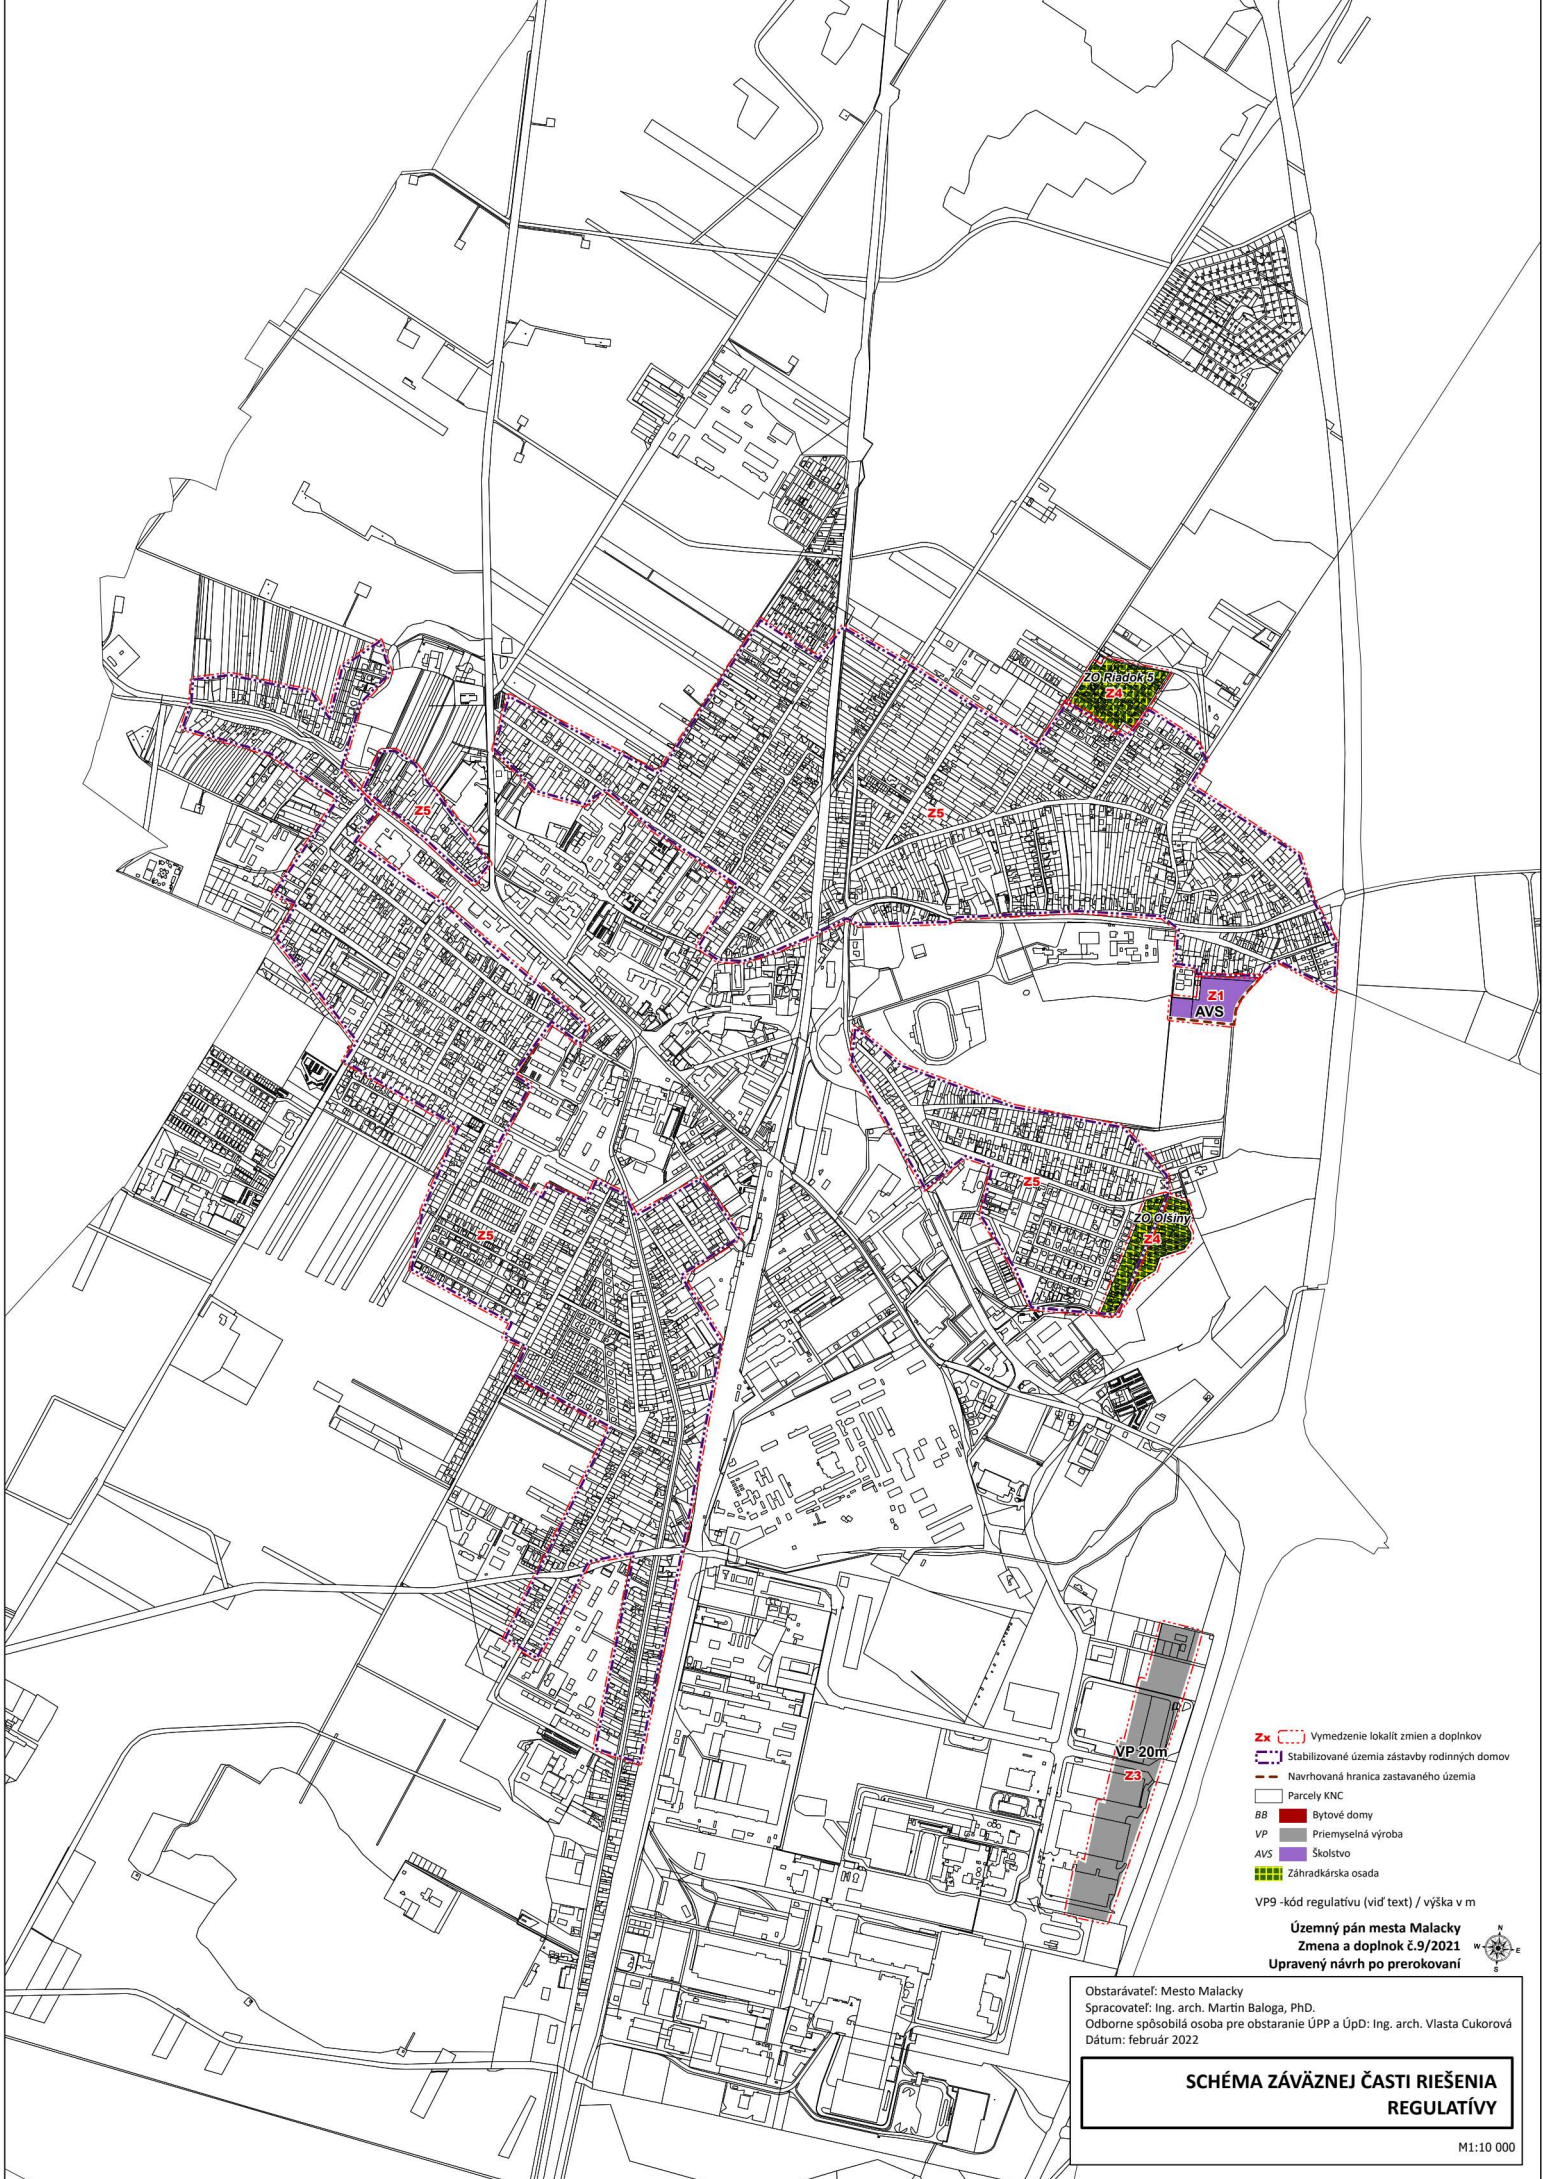 ZO Riadok 5
Z4
Z5
Z5
Z1
AVS
Z5
ZO Olšiny
Z4
Z5
VP 20m
Z3
Zx Vymedzenie lokalít zmien a doplnkov
Stabilizované územia zástavby rodinných domov
Navrhovaná hranica zastavaného územia
Parcely KNC
BB Bytové domy
VP Priemyselná výroba
AVS Školstvo
Záhradkárska osada
VP9 -kód regulatívu (viď text) / výška v m
Územný pán mesta Malacky
Zmena a doplnok č.9/2021
Upravený návrh po prerokovaní
N
W
E
S
Obstarávateľ: Mesto Malacky
Spracovateľ: Ing. arch. Martin Baloga, PhD.
Odborne spôsobilá osoba pre obstaranie ÚPP a ÚpD: Ing. arch. Vlasta Cukorová
Dátum: február 2022
SCHÉMA ZÁVÄZNEJ ČASTI RIEŠENIA
REGULATÍVY
M1:10 000